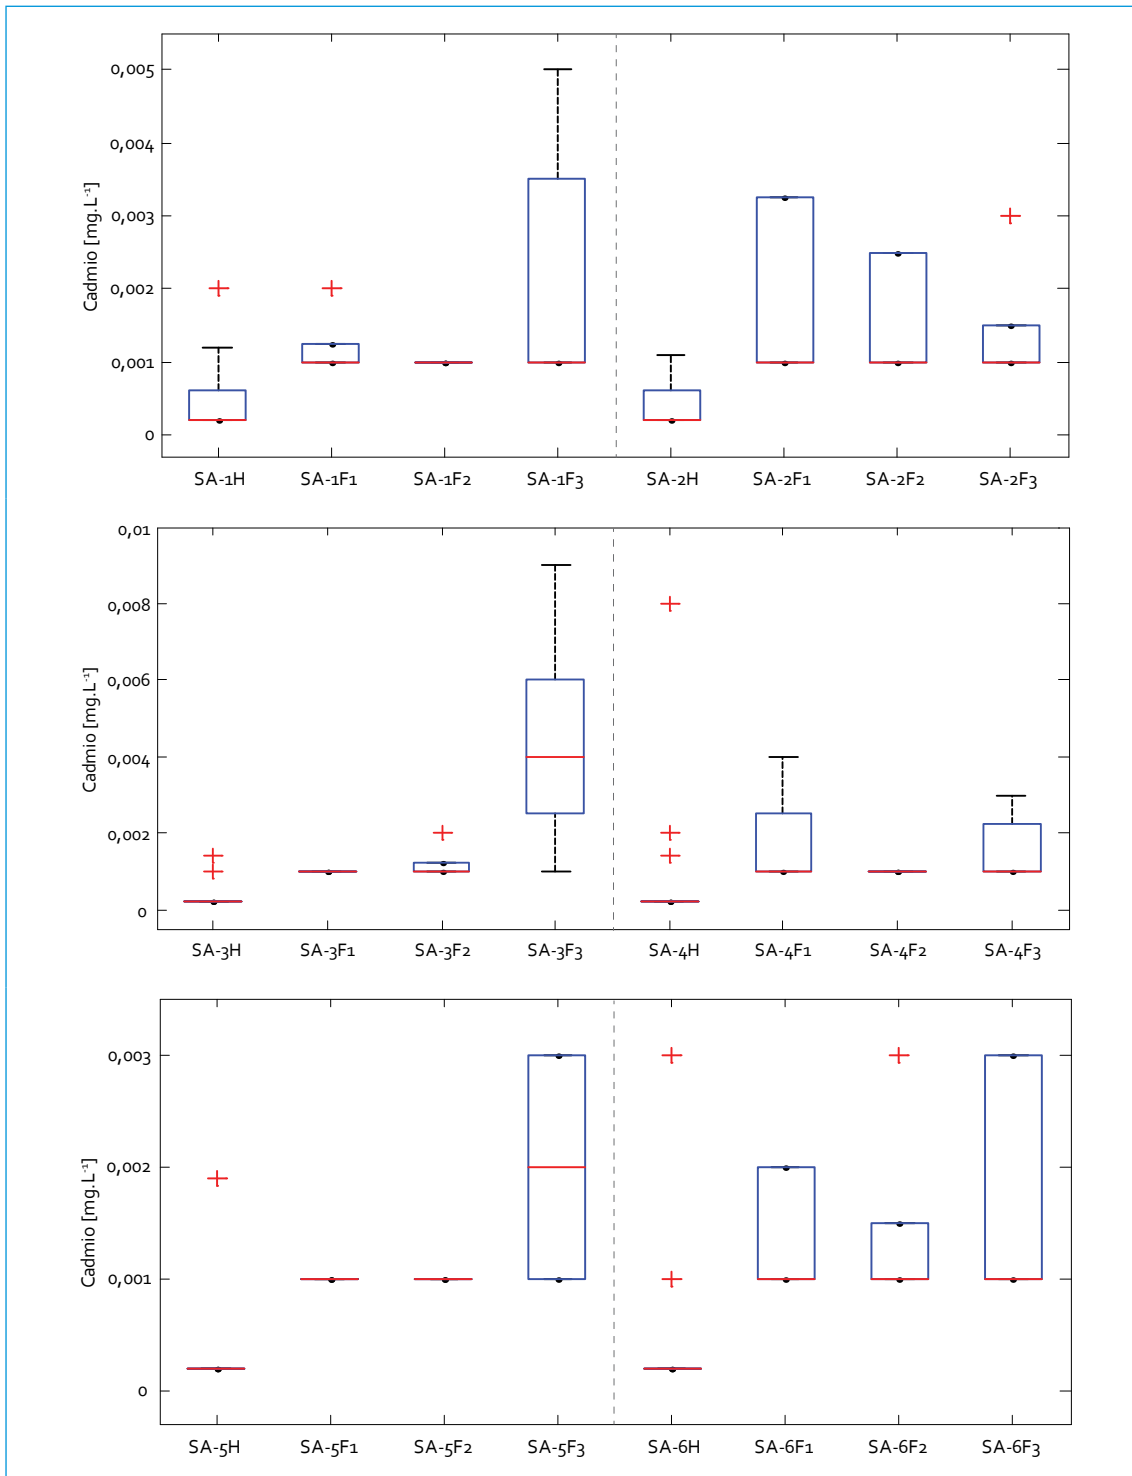 0,005
0,004
0,003
0,002
0,001
0
Cadmio [mg.L⁻¹]
SA-1H SA-1F1 SA-1F2 SA-1F3 SA-2H SA-2F1 SA-2F2 SA-2F3
0,01
0,008
0,006
0,004
0,002
0
Cadmio [mg.L⁻¹]
SA-3H SA-3F1 SA-3F2 SA-3F3 SA-4H SA-4F1 SA-4F2 SA-4F3
0,003
0,002
0,001
0
Cadmio [mg.L⁻¹]
SA-5H SA-5F1 SA-5F2 SA-5F3 SA-6H SA-6F1 SA-6F2 SA-6F3